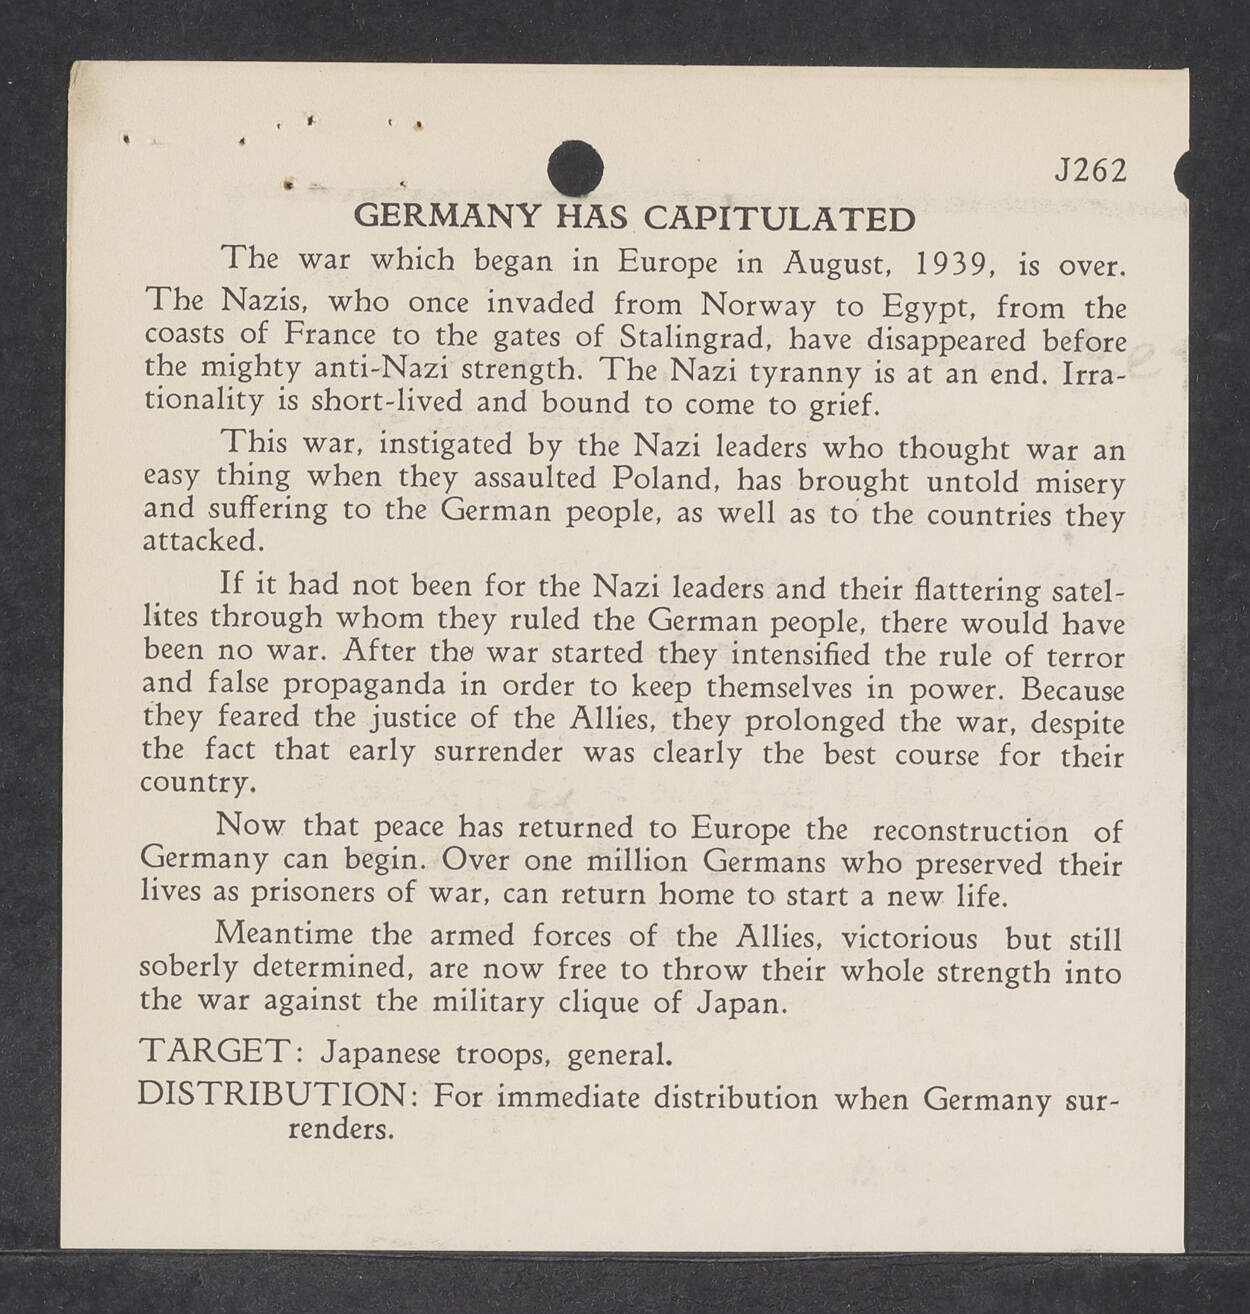 J262
GERMANY HAS CAPITULATED
The war which began in Europe in August, 1939, is over.
The Nazis, who once invaded from Norway to Egypt, from the
coasts of France to the gates of Stalingrad, have disappeared before
the mighty anti-Nazi strength. The Nazi tyranny is at an end. Irra-
tionality is short-lived and bound to come to grief.
This war, instigated by the Nazi leaders who thought war an
easy thing when they assaulted Poland, has brought untold misery
and suffering to the German people, as well as to the countries they
attacked.
If it had not been for the Nazi leaders and their flattering satel-
lites through whom they ruled the German people, there would have
been no war. After the war started they intensified the rule of terror
and false propaganda in order to keep themselves in power. Because
they feared the justice of the Allies, they prolonged the war, despite
the fact that early surrender was clearly the best course for their
country.
Now that peace has returned to Europe the reconstruction of
Germany can begin. Over one million Germans who preserved their
lives as prisoners of war, can return home to start a new life.
Meantime the armed forces of the Allies, victorious but still
soberly determined, are now free to throw their whole strength into
the war against the military clique of Japan.
TARGET: Japanese troops, general.
DISTRIBUTION: For immediate distribution when Germany sur-
renders.